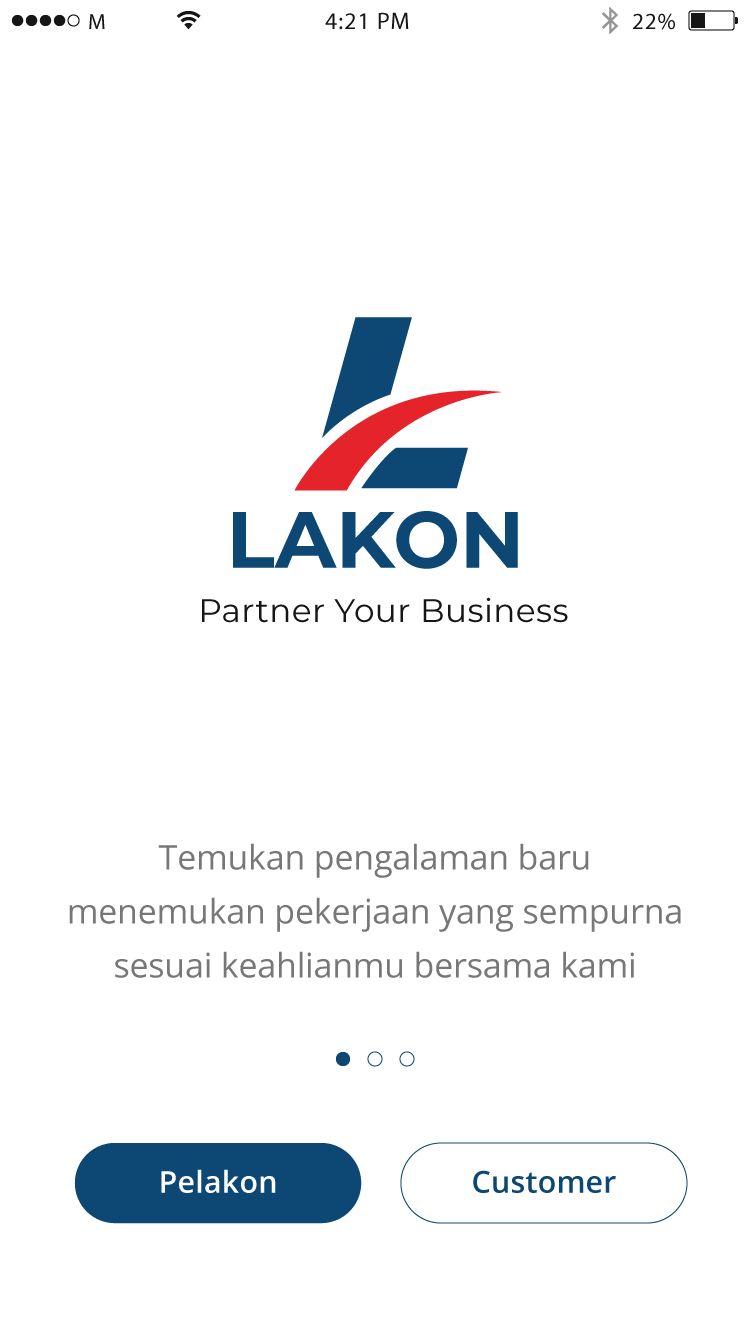 M 4:21 PM 22%
LAKON
Partner Your Business
Temukan pengalaman baru
menemukan pekerjaan yang sempurna
sesuai keahlianmu bersama kami
Pelakon Customer